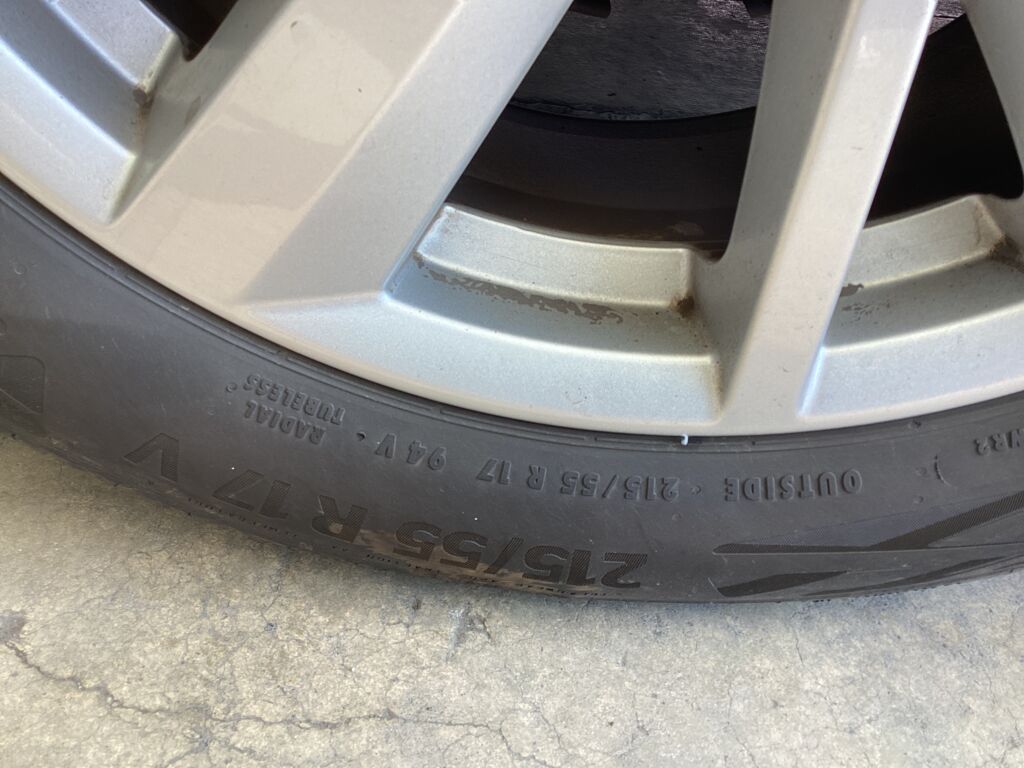 OUTSIDE • 215/55 R 17 94 V • RADIAL
TUBELESS
215/55 R 17 V